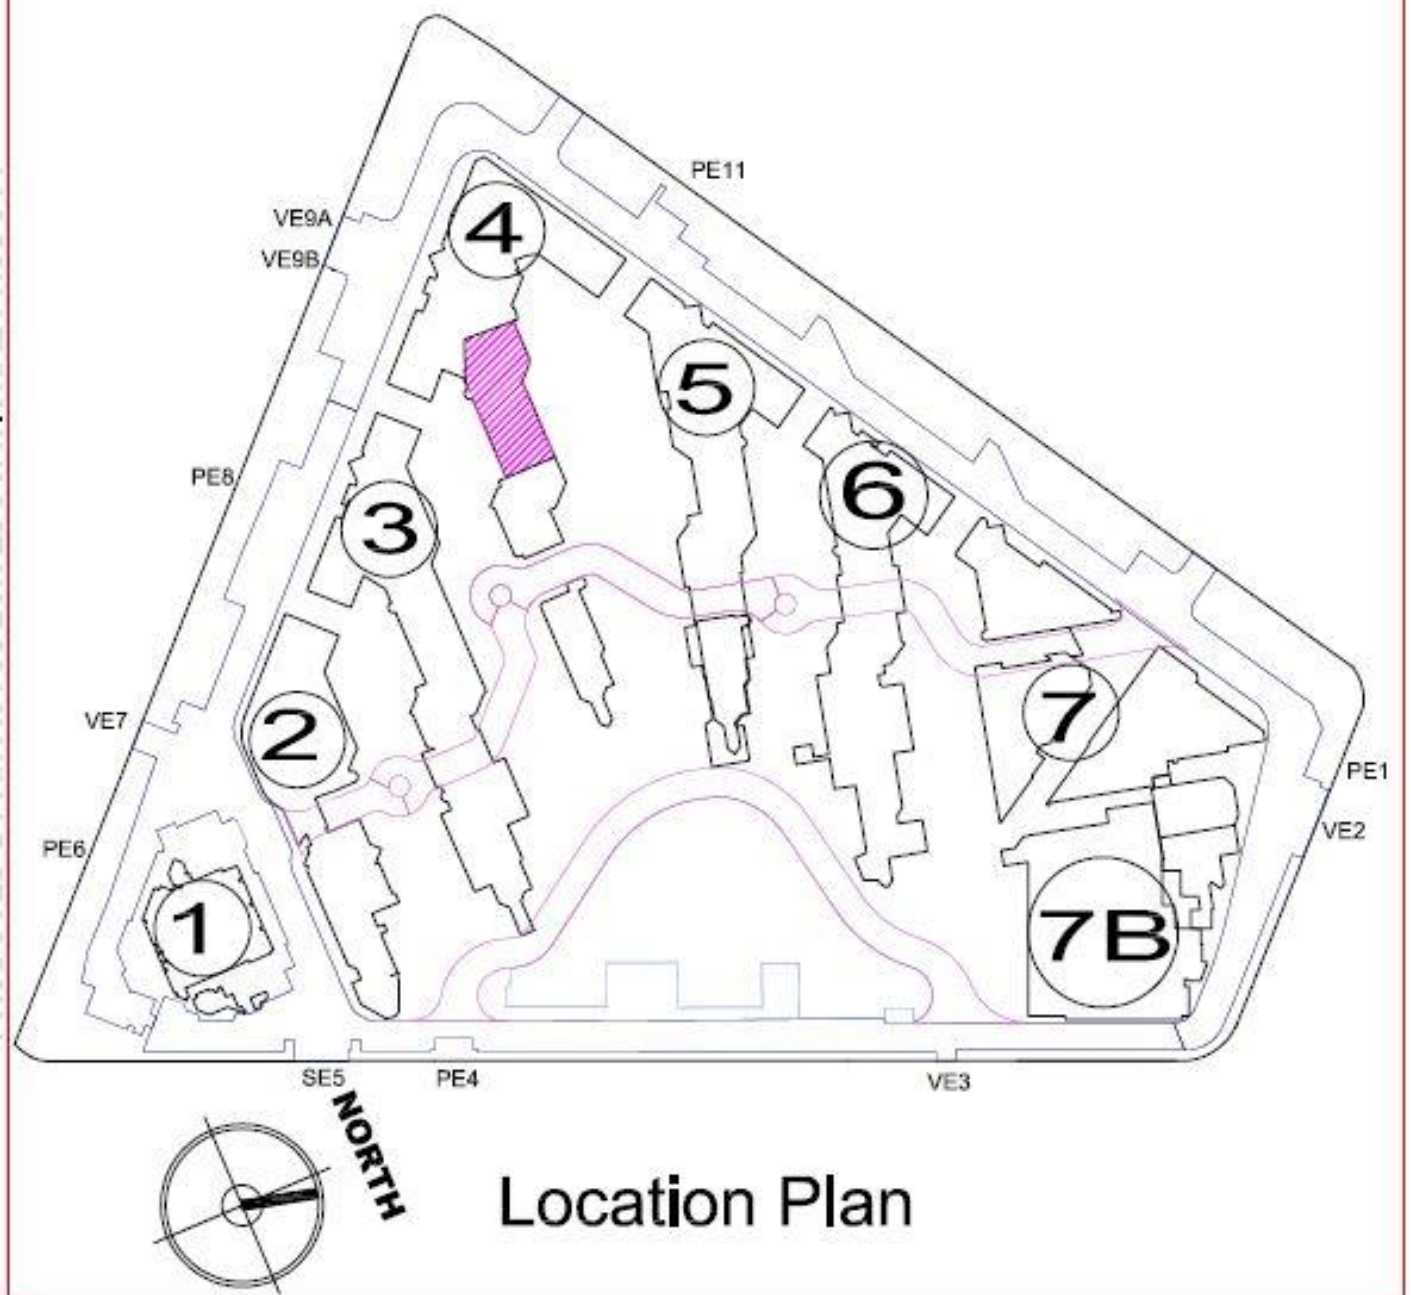 PE11
VE9A
4
VE9B
5
PE8
6
3
7
VE7
2
PE1
VE2
PE6
1
7B
SE5
PE4
VE3
NORTH
Location Plan